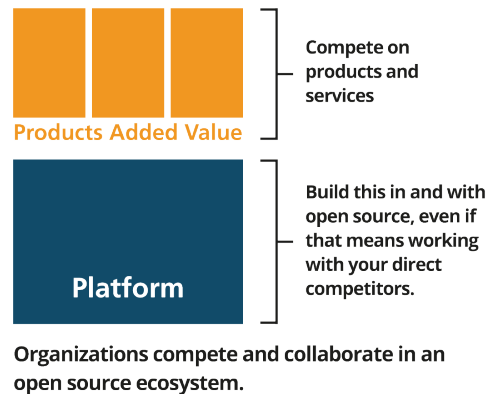 Compete on
products and
services
Products Added Value
Build this in and with
open source, even if
that means working
with your direct
competitors.
Platform
Organizations compete and collaborate in an
open source ecosystem.